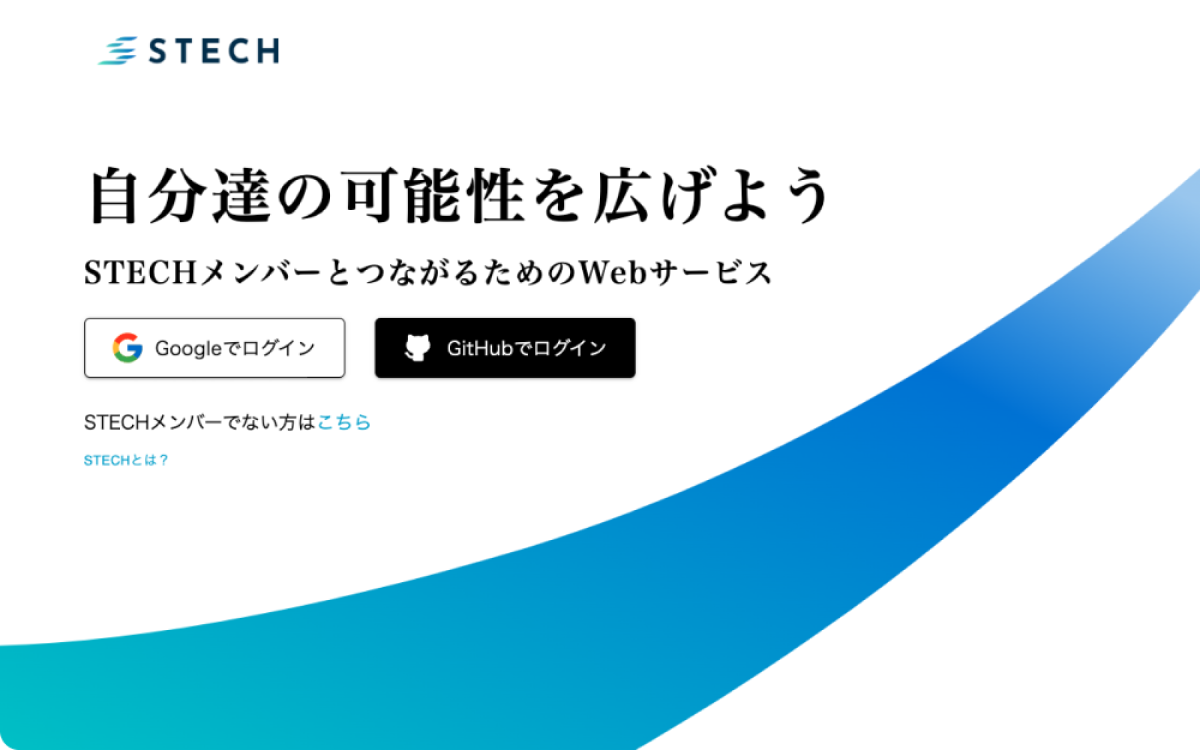 STECH
自分達の可能性を広げよう
STECHメンバーとつながるためのWebサービス
Googleでログイン
GitHubでログイン
STECHメンバーでない方はこちら
STECHとは？